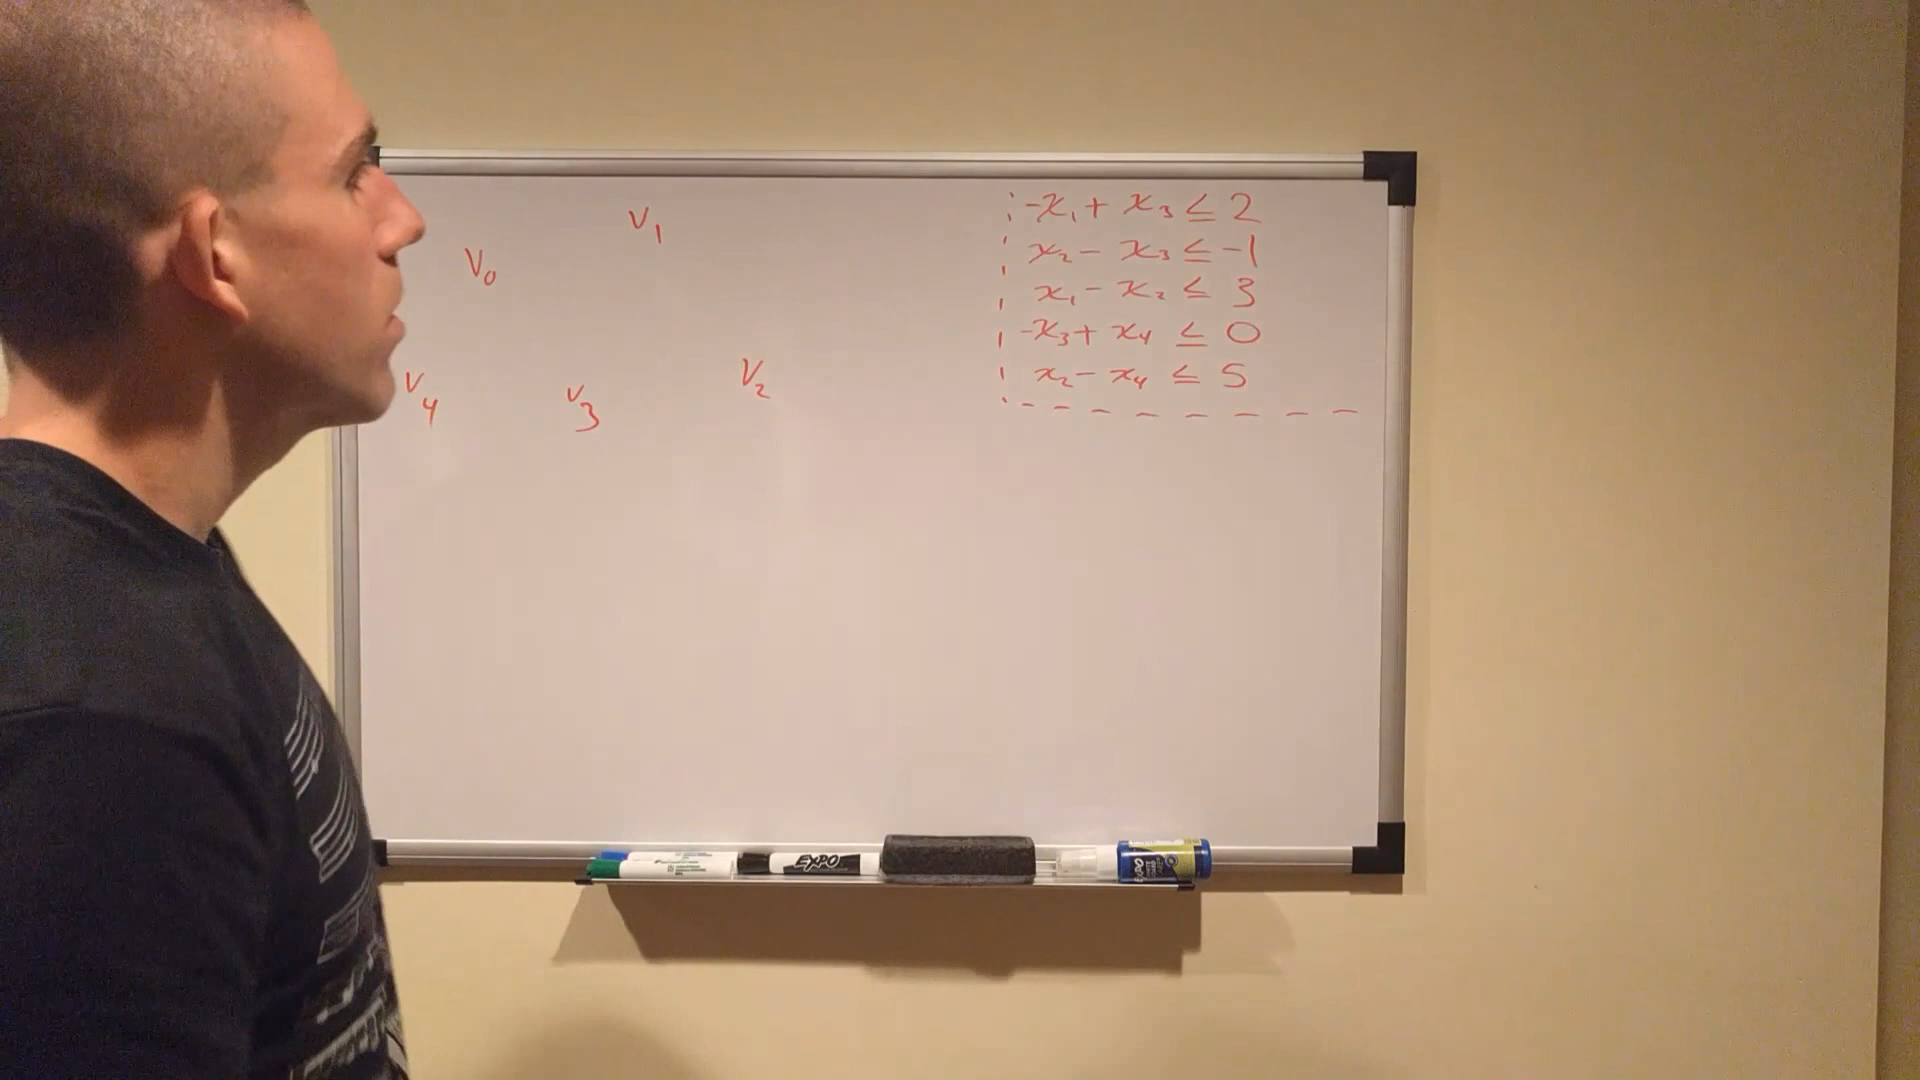 V₁
V₀
V₄ V₃ V₂
-x₁ + x₃ ≤ 2
x₂ - x₃ ≤ -1
x₁ - x₂ ≤ 3
-x₃ + x₄ ≤ 0
x₂ - x₄ ≤ 5
EXPO
EXPO